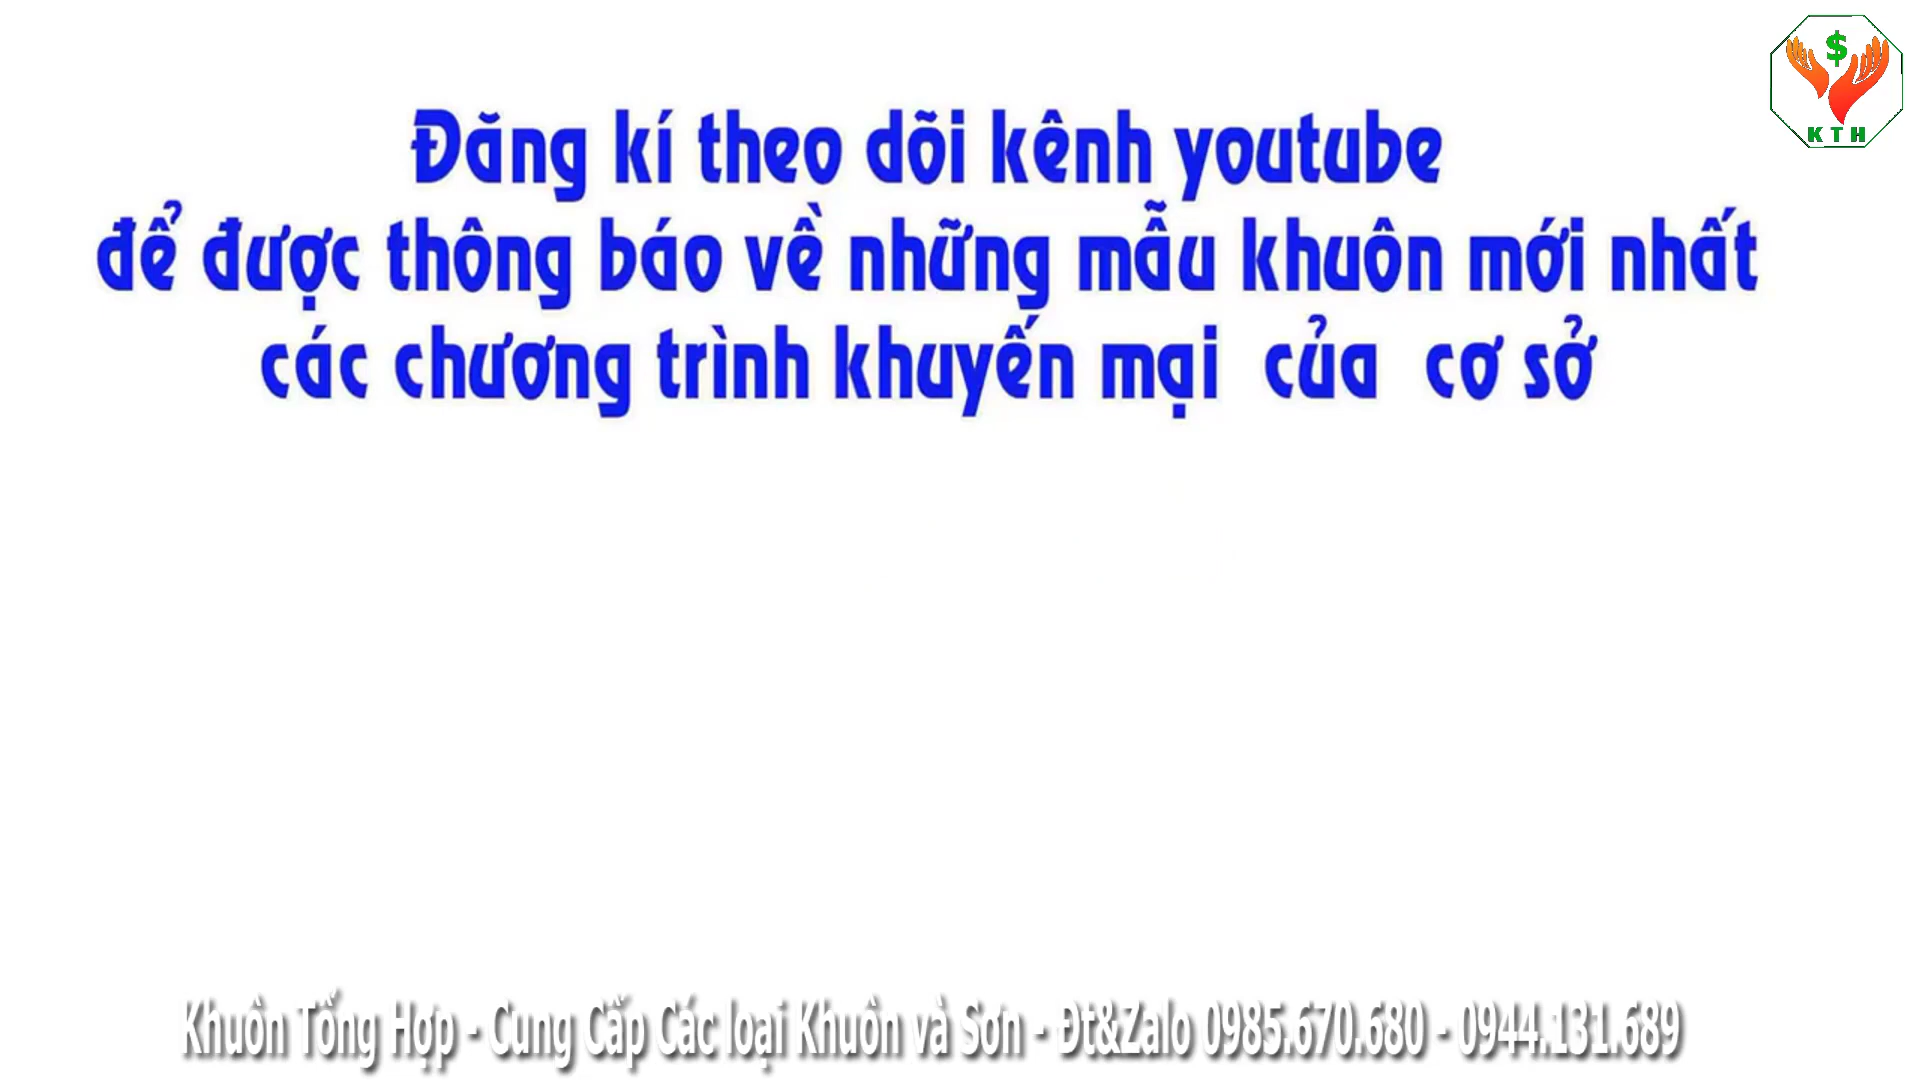 $
KTH
Đăng kí theo dõi kênh youtube
để được thông báo về những mẫu khuôn mới nhất
các chương trình khuyến mại của cơ sở
Khuôn Tổng Hợp - Cung Cấp Các loại Khuôn và Sơn - Đt&Zalo 0985.670.680 - 0944.131.689